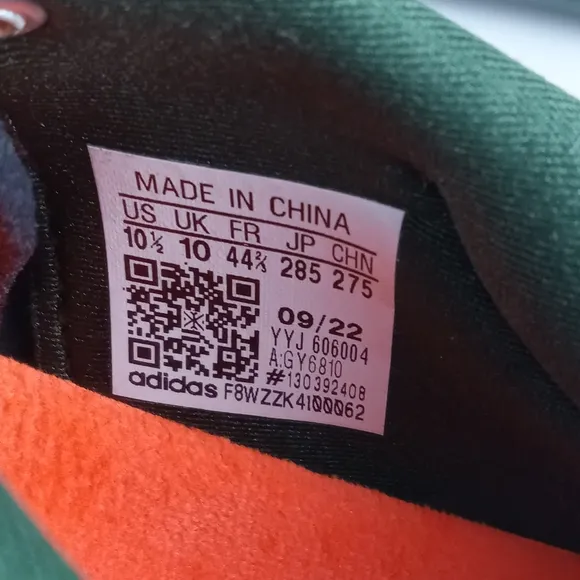 MADE IN CHINA
US UK FR JP CHN
10½ 10 44⅔ 285 275
09/22
YYJ 606004
A:GY6810
#130392408
adidas F8WZZK4100062